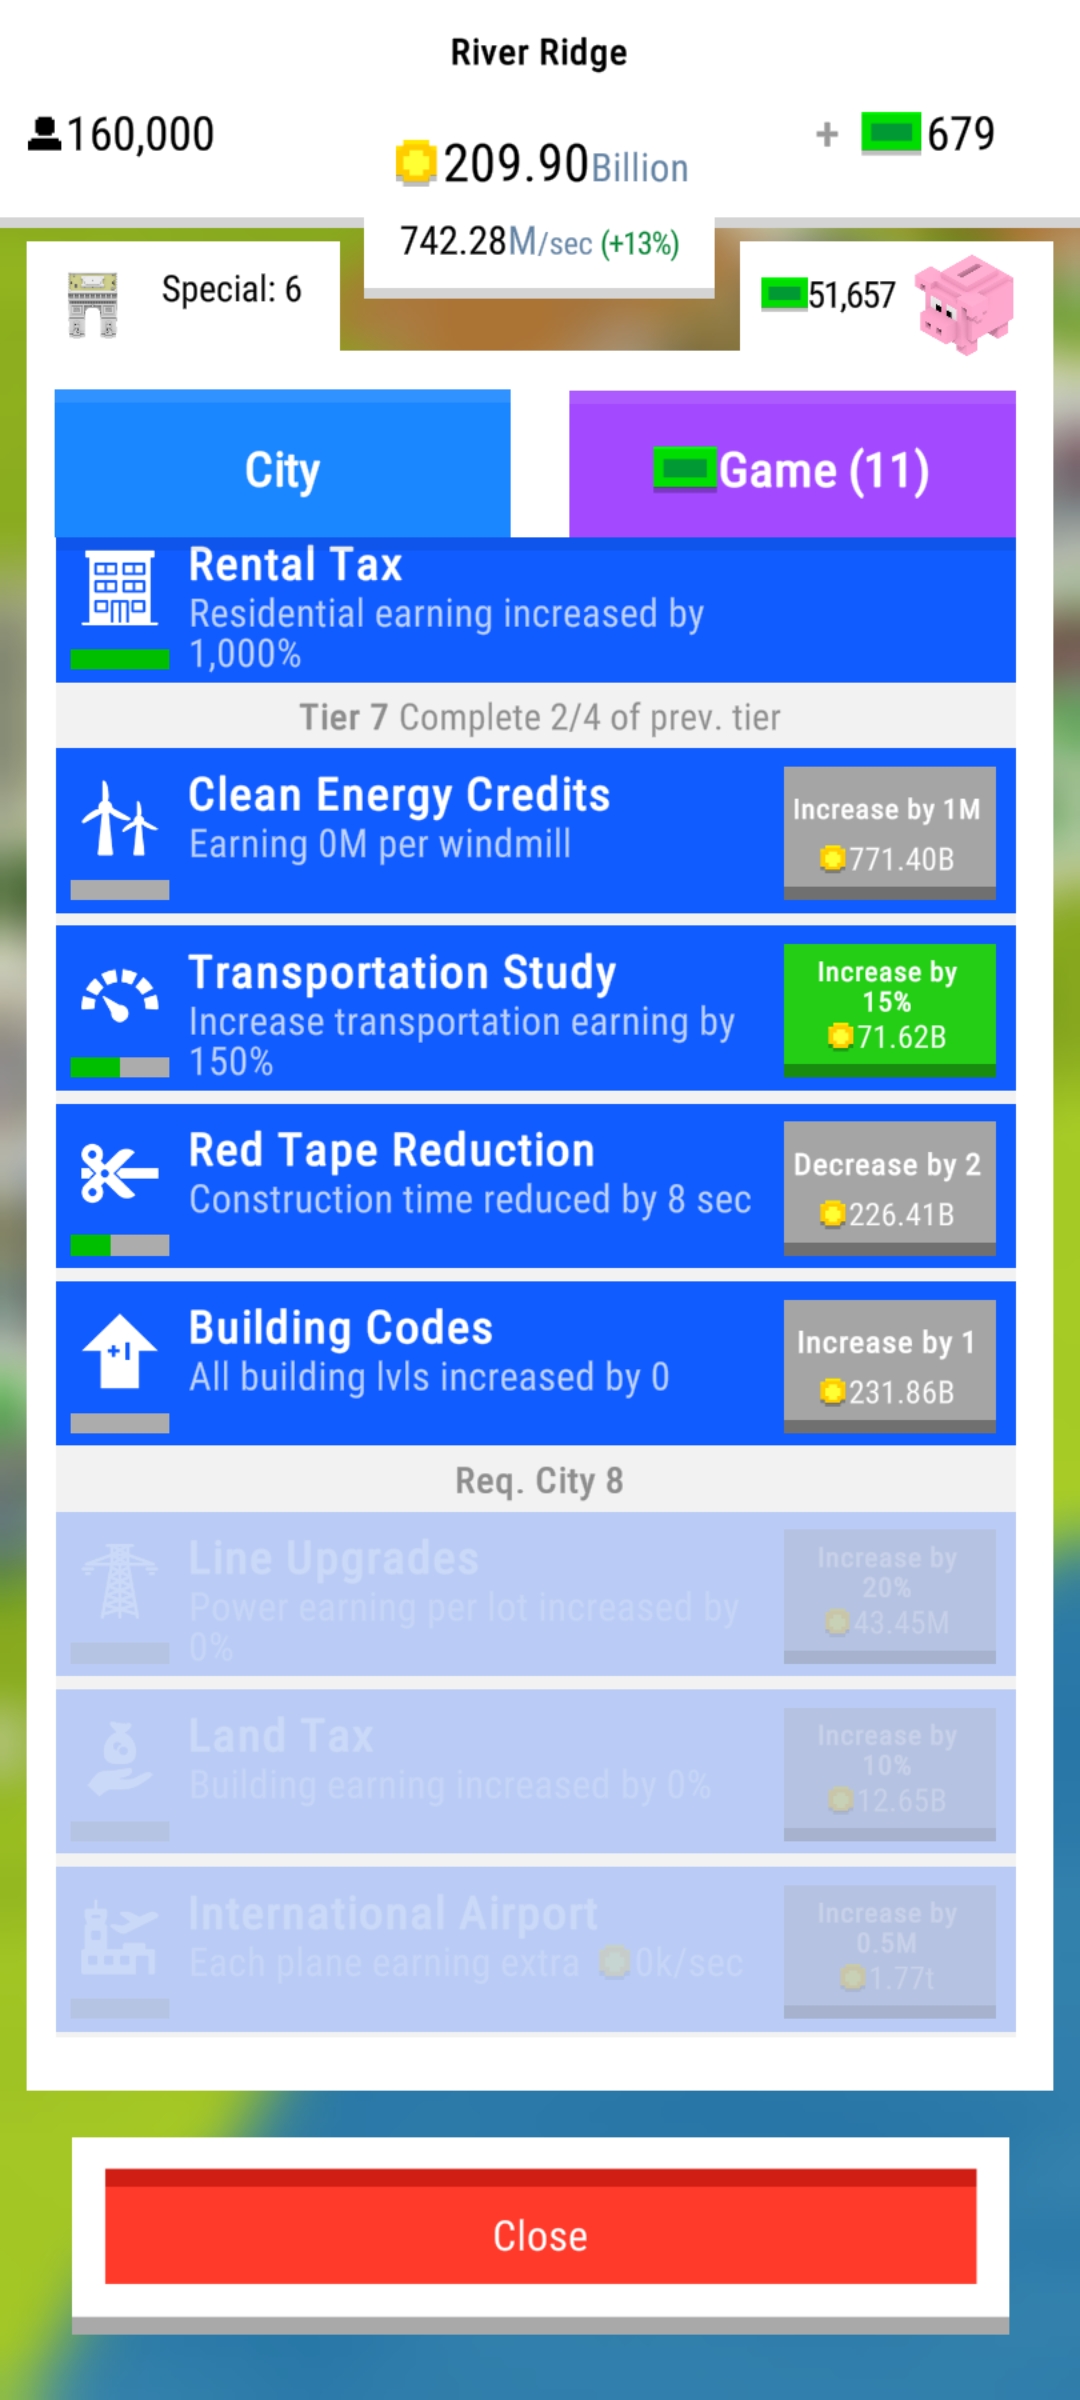 River Ridge
160,000
209.90Billion
+ 679
742.28M/sec (+13%)
Special: 6
51,657
City
Game (11)
Rental Tax
Residential earning increased by
1,000%
Tier 7 Complete 2/4 of prev. tier
Clean Energy Credits
Earning 0M per windmill
Increase by 1M
771.40B
Transportation Study
Increase transportation earning by
150%
Increase by
15%
71.62B
Red Tape Reduction
Construction time reduced by 8 sec
Decrease by 2
226.41B
+1
Building Codes
All building lvls increased by 0
Increase by 1
231.86B
Req. City 8
Line Upgrades
Power earning per lot increased by
0%
Increase by
20%
43.45M
Land Tax
Building earning increased by 0%
Increase by
10%
12.65B
International Airport
Each plane earning extra 0k/sec
Increase by
0.5M
1.77t
Close